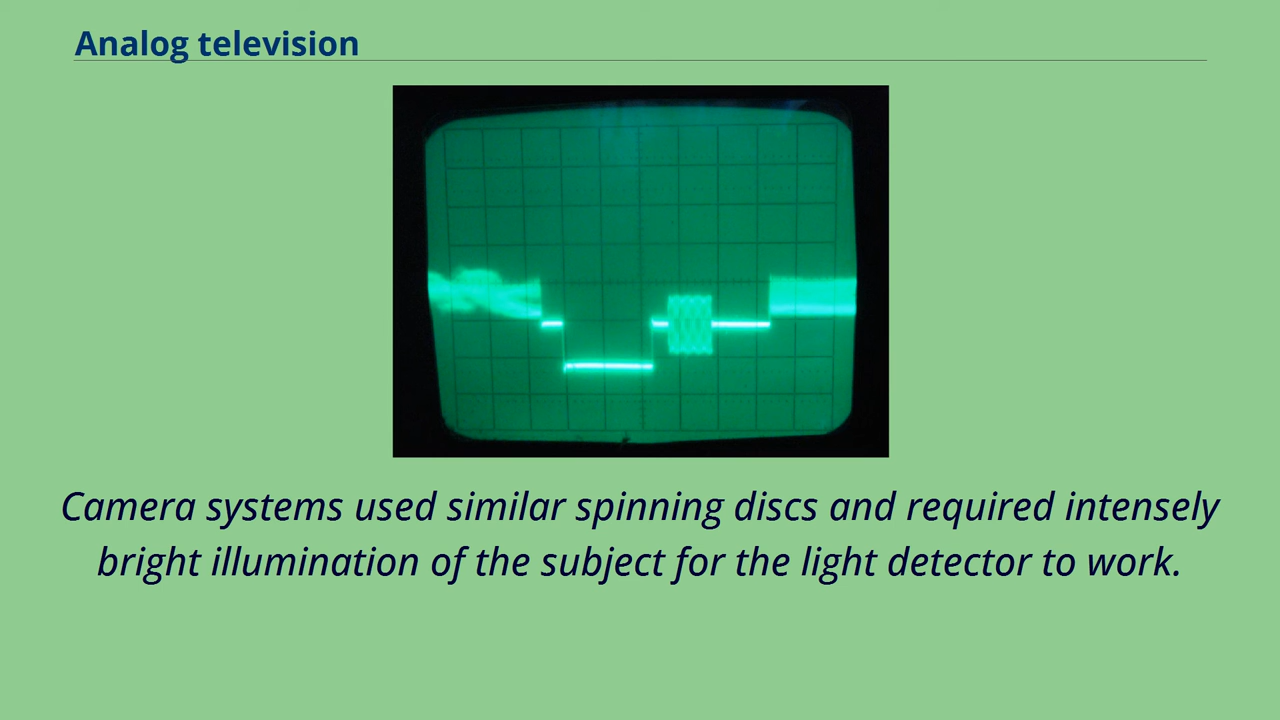 Analog television
Camera systems used similar spinning discs and required intensely
bright illumination of the subject for the light detector to work.